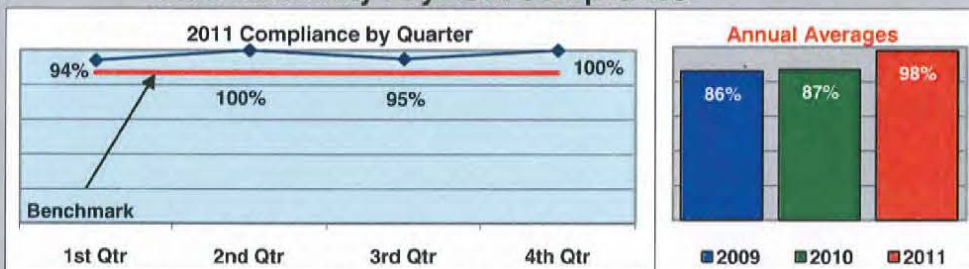 2011 Compliance by Quarter
94%
100%
95%
100%
Benchmark
1st Qtr 2nd Qtr 3rd Qtr 4th Qtr
Annual Averages
86% 87% 98%
2009 2010 2011